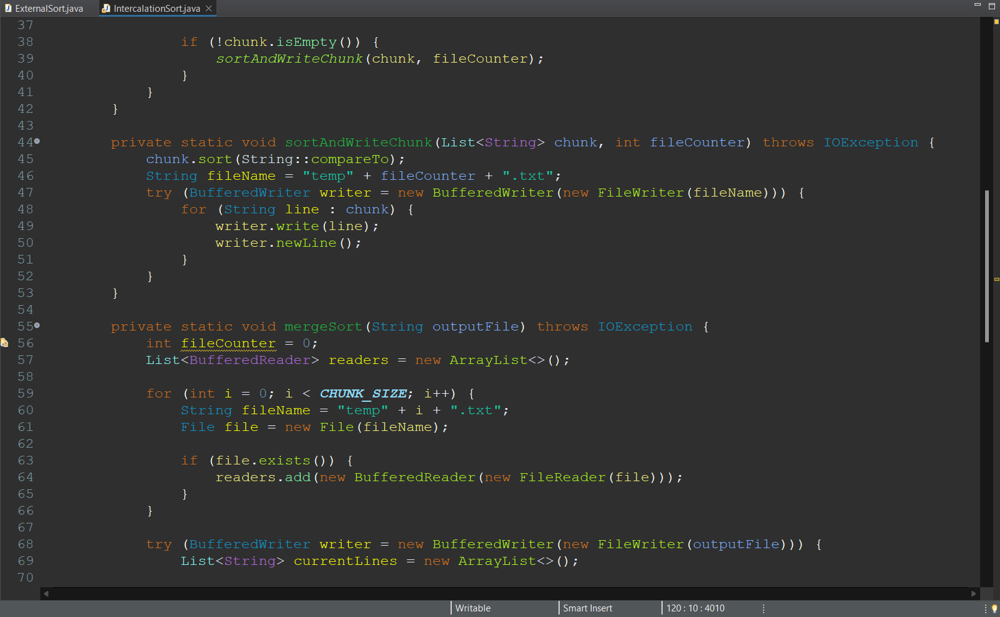 ExternalSort.java IntercalationSort.java
37
38 if (!chunk.isEmpty()) {
39 sortAndWriteChunk(chunk, fileCounter);
40 }
41 }
42 }
43
44 private static void sortAndWriteChunk(List<String> chunk, int fileCounter) throws IOException {
45 chunk.sort(String::compareTo);
46 String fileName = "temp" + fileCounter + ".txt";
47 try (BufferedWriter writer = new BufferedWriter(new FileWriter(fileName))) {
48 for (String line : chunk) {
49 writer.write(line);
50 writer.newLine();
51 }
52 }
53 }
54
55 private static void mergeSort(String outputFile) throws IOException {
56 int fileCounter = 0;
57 List<BufferedReader> readers = new ArrayList<>();
58
59 for (int i = 0; i < CHUNK_SIZE; i++) {
60 String fileName = "temp" + i + ".txt";
61 File file = new File(fileName);
62
63 if (file.exists()) {
64 readers.add(new BufferedReader(new FileReader(file)));
65 }
66 }
67
68 try (BufferedWriter writer = new BufferedWriter(new FileWriter(outputFile))) {
69 List<String> currentLines = new ArrayList<>();
70
Writable Smart Insert 120 : 10 : 4010